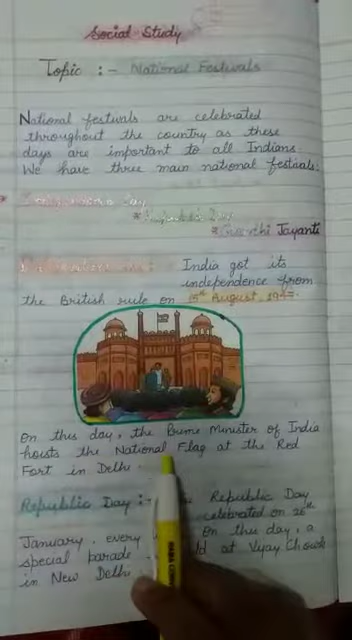 Social Study
Topic :- National Festivals
National festivals are celebrated
throughout the country as these
days are important to all Indians.
We have three main national festivals.
* Independence Day
* Republic Day
* Gandhi Jayanti
Independence Day :- India got its
independence from
the British rule on 15th August, 1947.
On this day, the Prime Minister of India
hoists the National Flag at the Red
Fort in Delhi.
Republic Day :- Republic Day
celebrated on 26th
January, every On this day, a
special parade at Vijay Chowk
in New Delhi